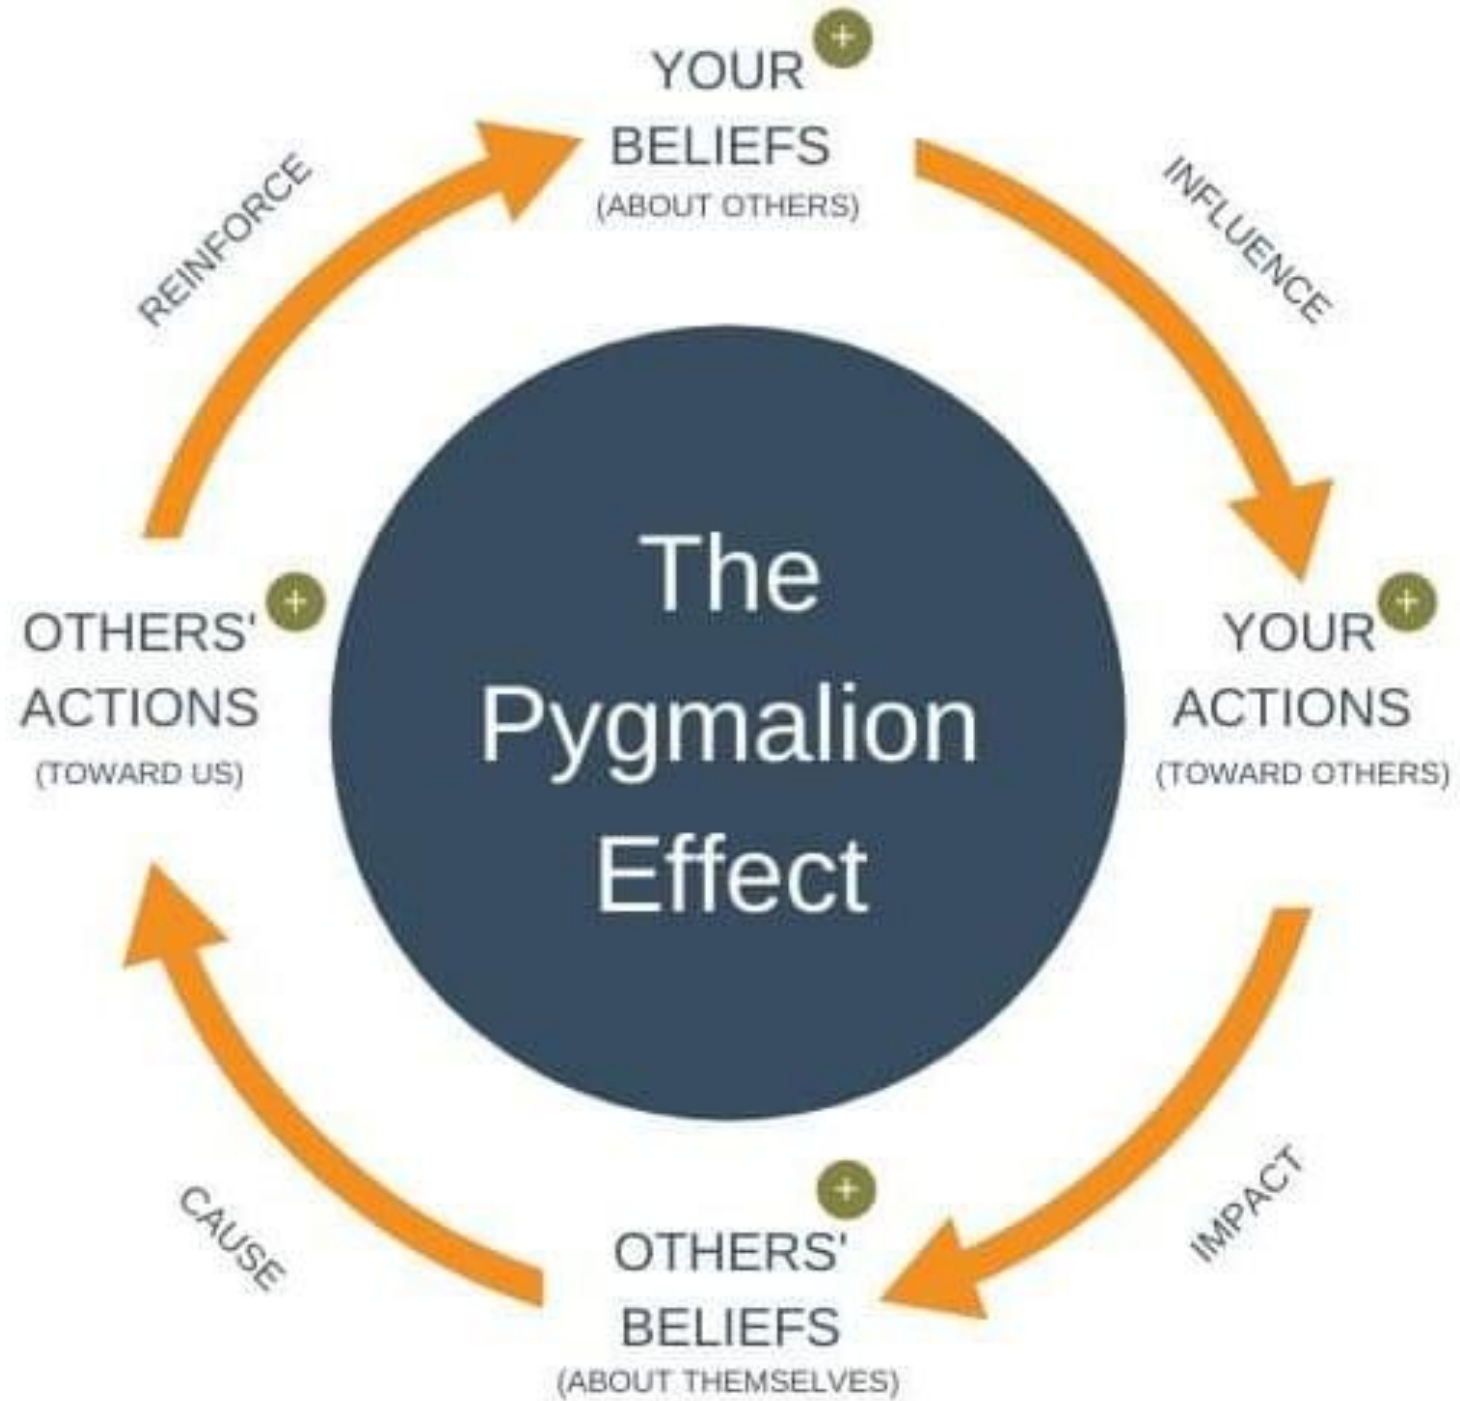 YOUR
BELIEFS
(ABOUT OTHERS)
+
INFLUENCE
YOUR
ACTIONS
(TOWARD OTHERS)
+
IMPACT
OTHERS'
BELIEFS
(ABOUT THEMSELVES)
+
CAUSE
OTHERS'
ACTIONS
(TOWARD US)
+
REINFORCE
The
Pygmalion
Effect